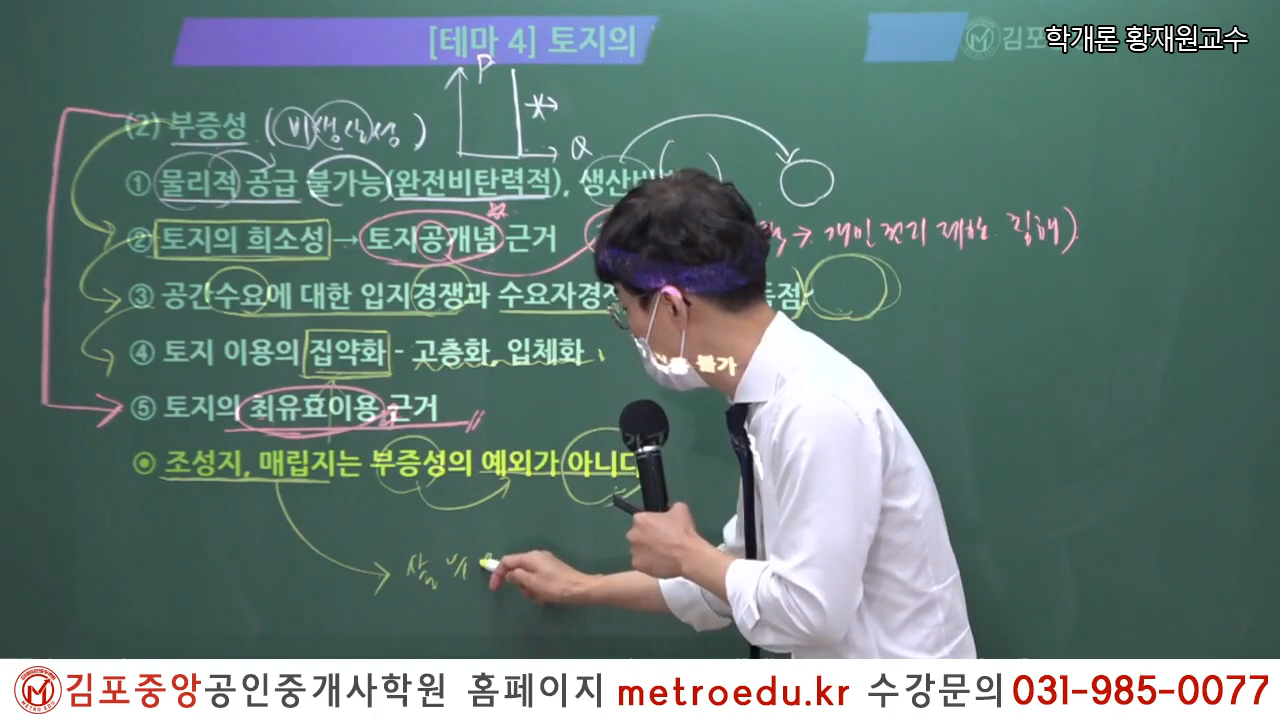 [테마 4] 토지의
김포
학개론 황재원교수
P
(2) 부증성 (비생산성)
Q
① 물리적 공급 불가능(완전비탄력적), 생산비
② 토지의 희소성 → 토지공개념 근거
→ 개인 권리 제한 강해)
③ 공간수요에 대한 입지경쟁과 수요자경쟁
독점
④ 토지 이용의 집약화 - 고층화, 입체화
불가
⑤ 토지의 최유효이용 근거
◉ 조성지, 매립지는 부증성의 예외가 아니다
METRO EDU
김포중앙공인중개사학원 홈페이지 metroedu.kr 수강문의 031-985-0077